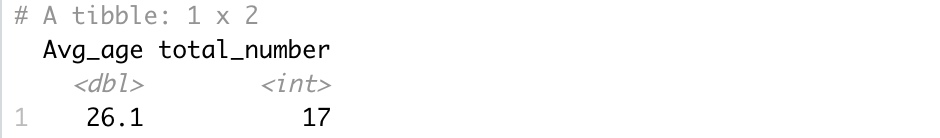 # A tibble: 1 x 2
Avg_age total_number
<dbl> <int>
1 26.1 17